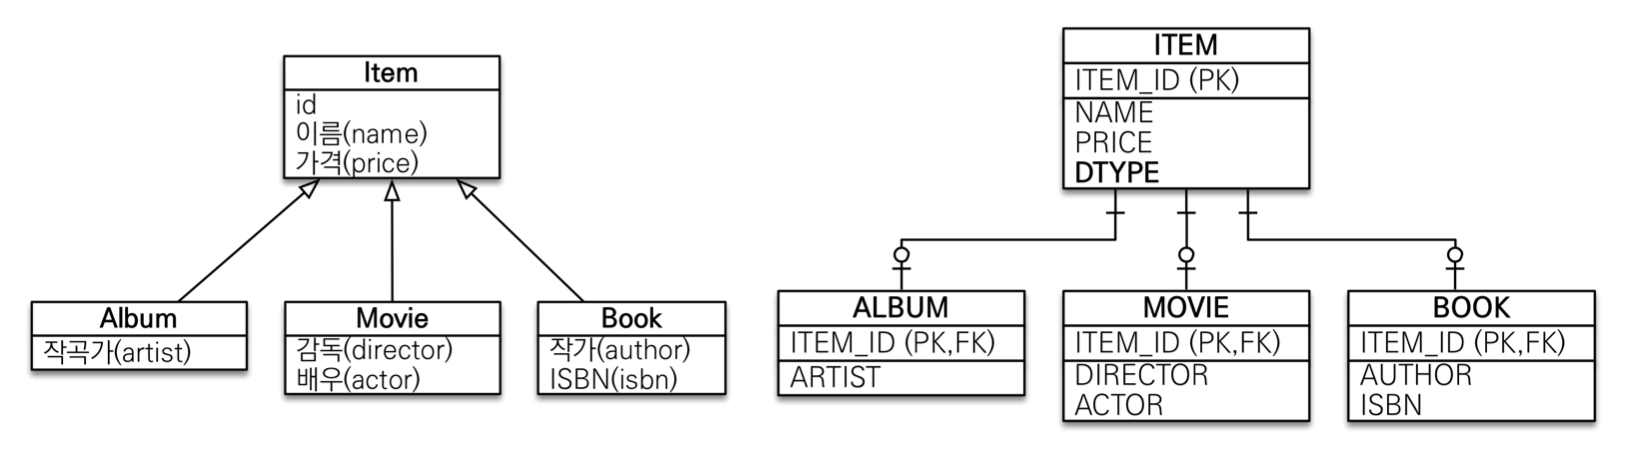 Item
id
이름(name)
가격(price)
Album
작곡가(artist)
Movie
감독(director)
배우(actor)
Book
작가(author)
ISBN(isbn)
ITEM
ITEM_ID (PK)
NAME
PRICE
DTYPE
ALBUM
ITEM_ID (PK,FK)
ARTIST
MOVIE
ITEM_ID (PK,FK)
DIRECTOR
ACTOR
BOOK
ITEM_ID (PK,FK)
AUTHOR
ISBN